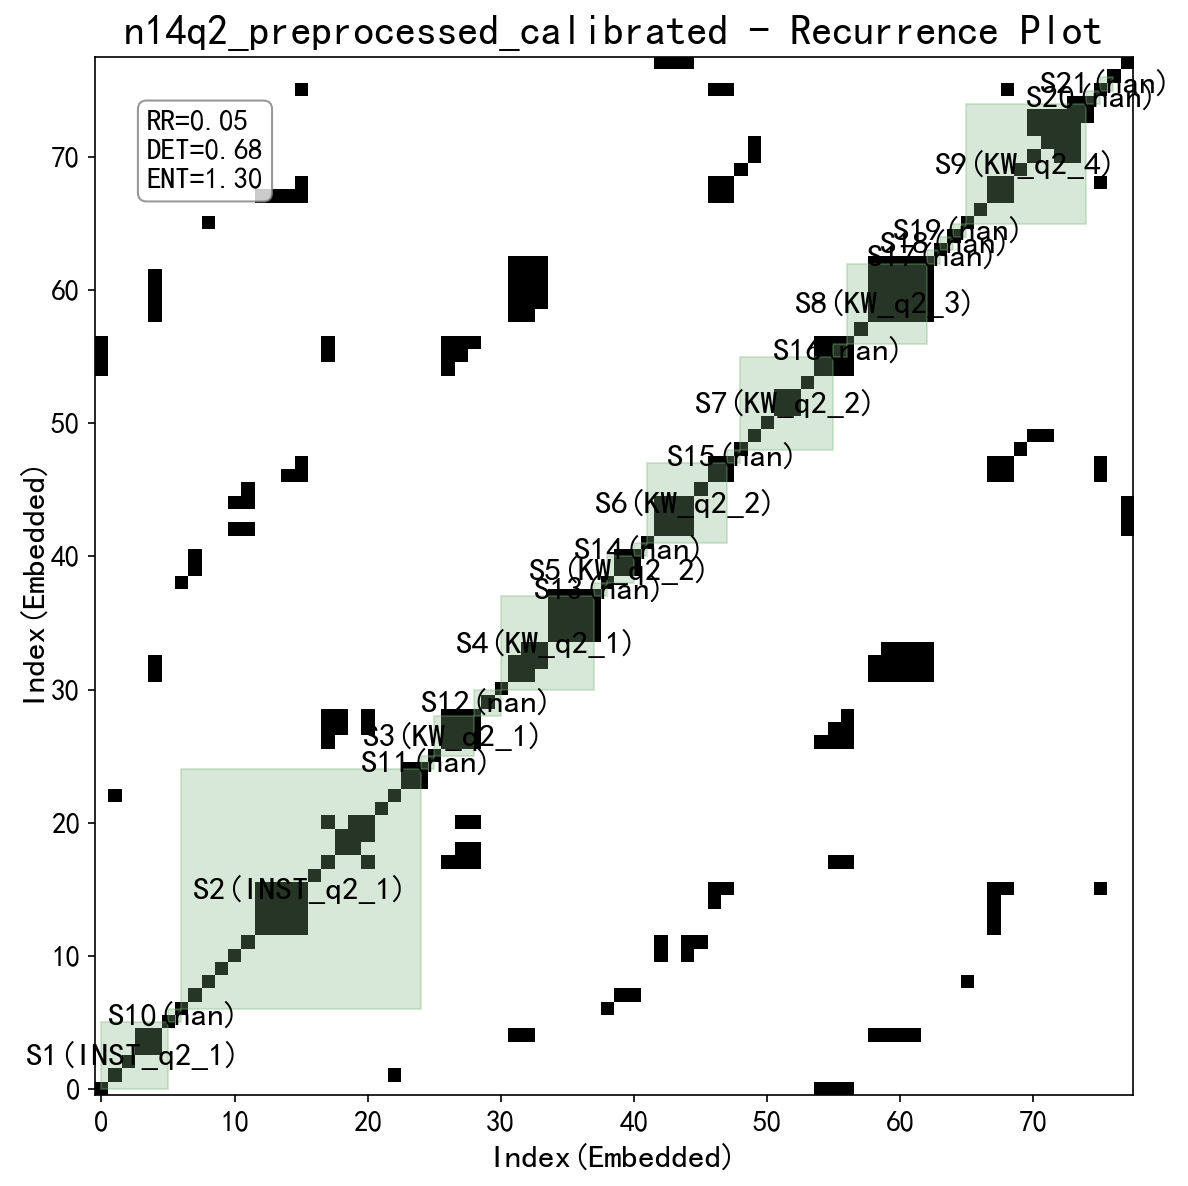 n14q2_preprocessed_calibrated - Recurrence Plot
RR=0.05
DET=0.68
ENT=1.30
S21(nan)
S20(nan)
S9(KW_q2_4)
S19(nan)
S18(nan)
S17(nan)
S8(KW_q2_3)
S16(nan)
S7(KW_q2_2)
S15(nan)
S6(KW_q2_2)
S14(nan)
S5(KW_q2_2)
S13(nan)
S4(KW_q2_1)
S12(nan)
S3(KW_q2_1)
S11(nan)
S2(INST_q2_1)
S10(nan)
S1(INST_q2_1)
70
60
50
40
30
20
10
0
Index(Embedded)
0 10 20 30 40 50 60 70
Index(Embedded)